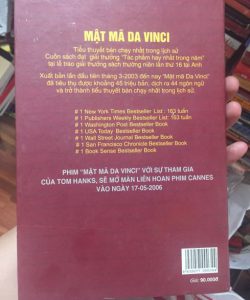 MẬT MÃ DA VINCI
Tiểu thuyết bán chạy nhất trong lịch sử
Cuốn sách đạt giải thưởng "Tác phẩm hay nhất trong năm"
tại lễ trao giải thưởng sách thường niên lần thứ 16 tại Anh
Xuất bản lần đầu tiên tháng 3-2003 đến nay "Mật mã Da Vinci"
đã tiêu thụ được khoảng 45 triệu bản, dịch ra 44 ngôn ngữ
và trở thành tiểu thuyết bán chạy nhất trong lịch sử.
# 1 New York Times Bestseller List: 163 tuần
# 1 Publishers Weekly Bestseller List: 163 tuần
# 1 Washington Post Bestseller Book
# 1 USA Today Bestseller Book
# 1 Wall Street Journal Bestseller Book
# 1 San Francisco Chronicle Bestseller Book
# 1 Book Sense Bestseller Book
PHIM "MẬT MÃ DA VINCI" VỚI SỰ THAM GIA
CỦA TOM HANKS, SẼ MỞ MÀN LIÊN HOAN PHIM CANNES
VÀO NGÀY 17-05-2006
Giá: 90.000đ